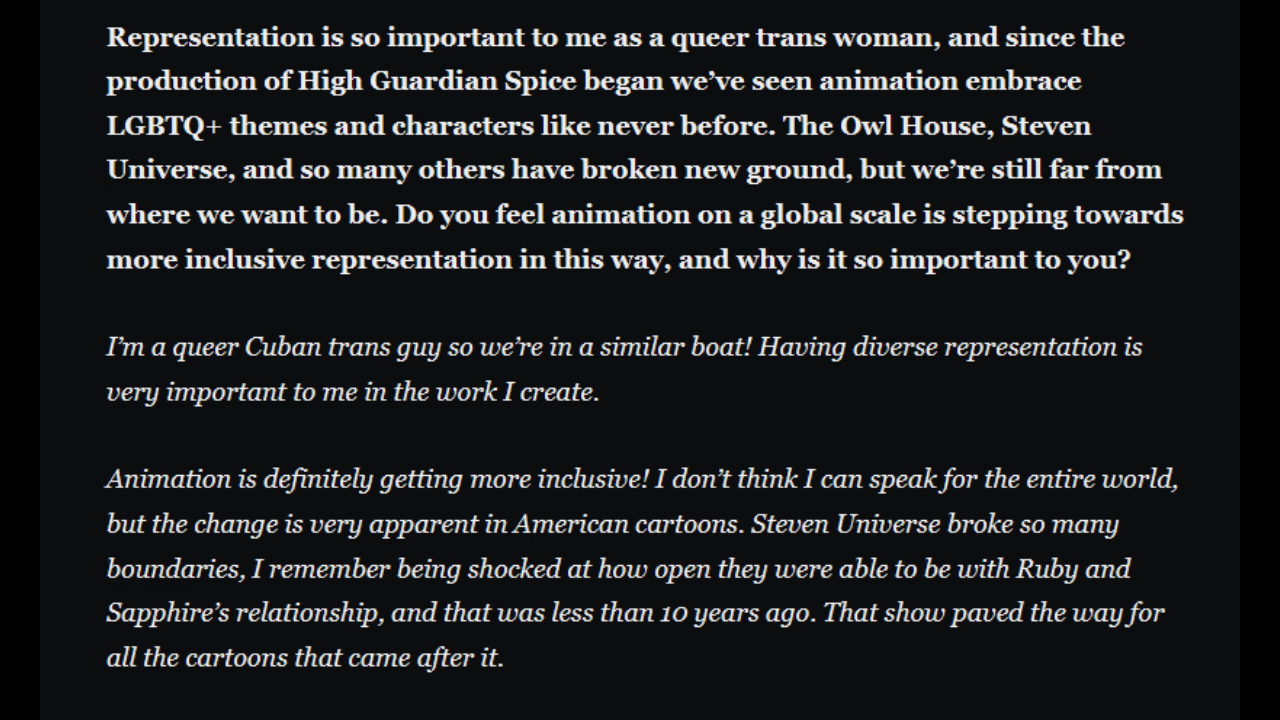 Representation is so important to me as a queer trans woman, and since the
production of High Guardian Spice began we’ve seen animation embrace
LGBTQ+ themes and characters like never before. The Owl House, Steven
Universe, and so many others have broken new ground, but we’re still far from
where we want to be. Do you feel animation on a global scale is stepping towards
more inclusive representation in this way, and why is it so important to you?
I’m a queer Cuban trans guy so we’re in a similar boat! Having diverse representation is
very important to me in the work I create.
Animation is definitely getting more inclusive! I don’t think I can speak for the entire world,
but the change is very apparent in American cartoons. Steven Universe broke so many
boundaries, I remember being shocked at how open they were able to be with Ruby and
Sapphire’s relationship, and that was less than 10 years ago. That show paved the way for
all the cartoons that came after it.